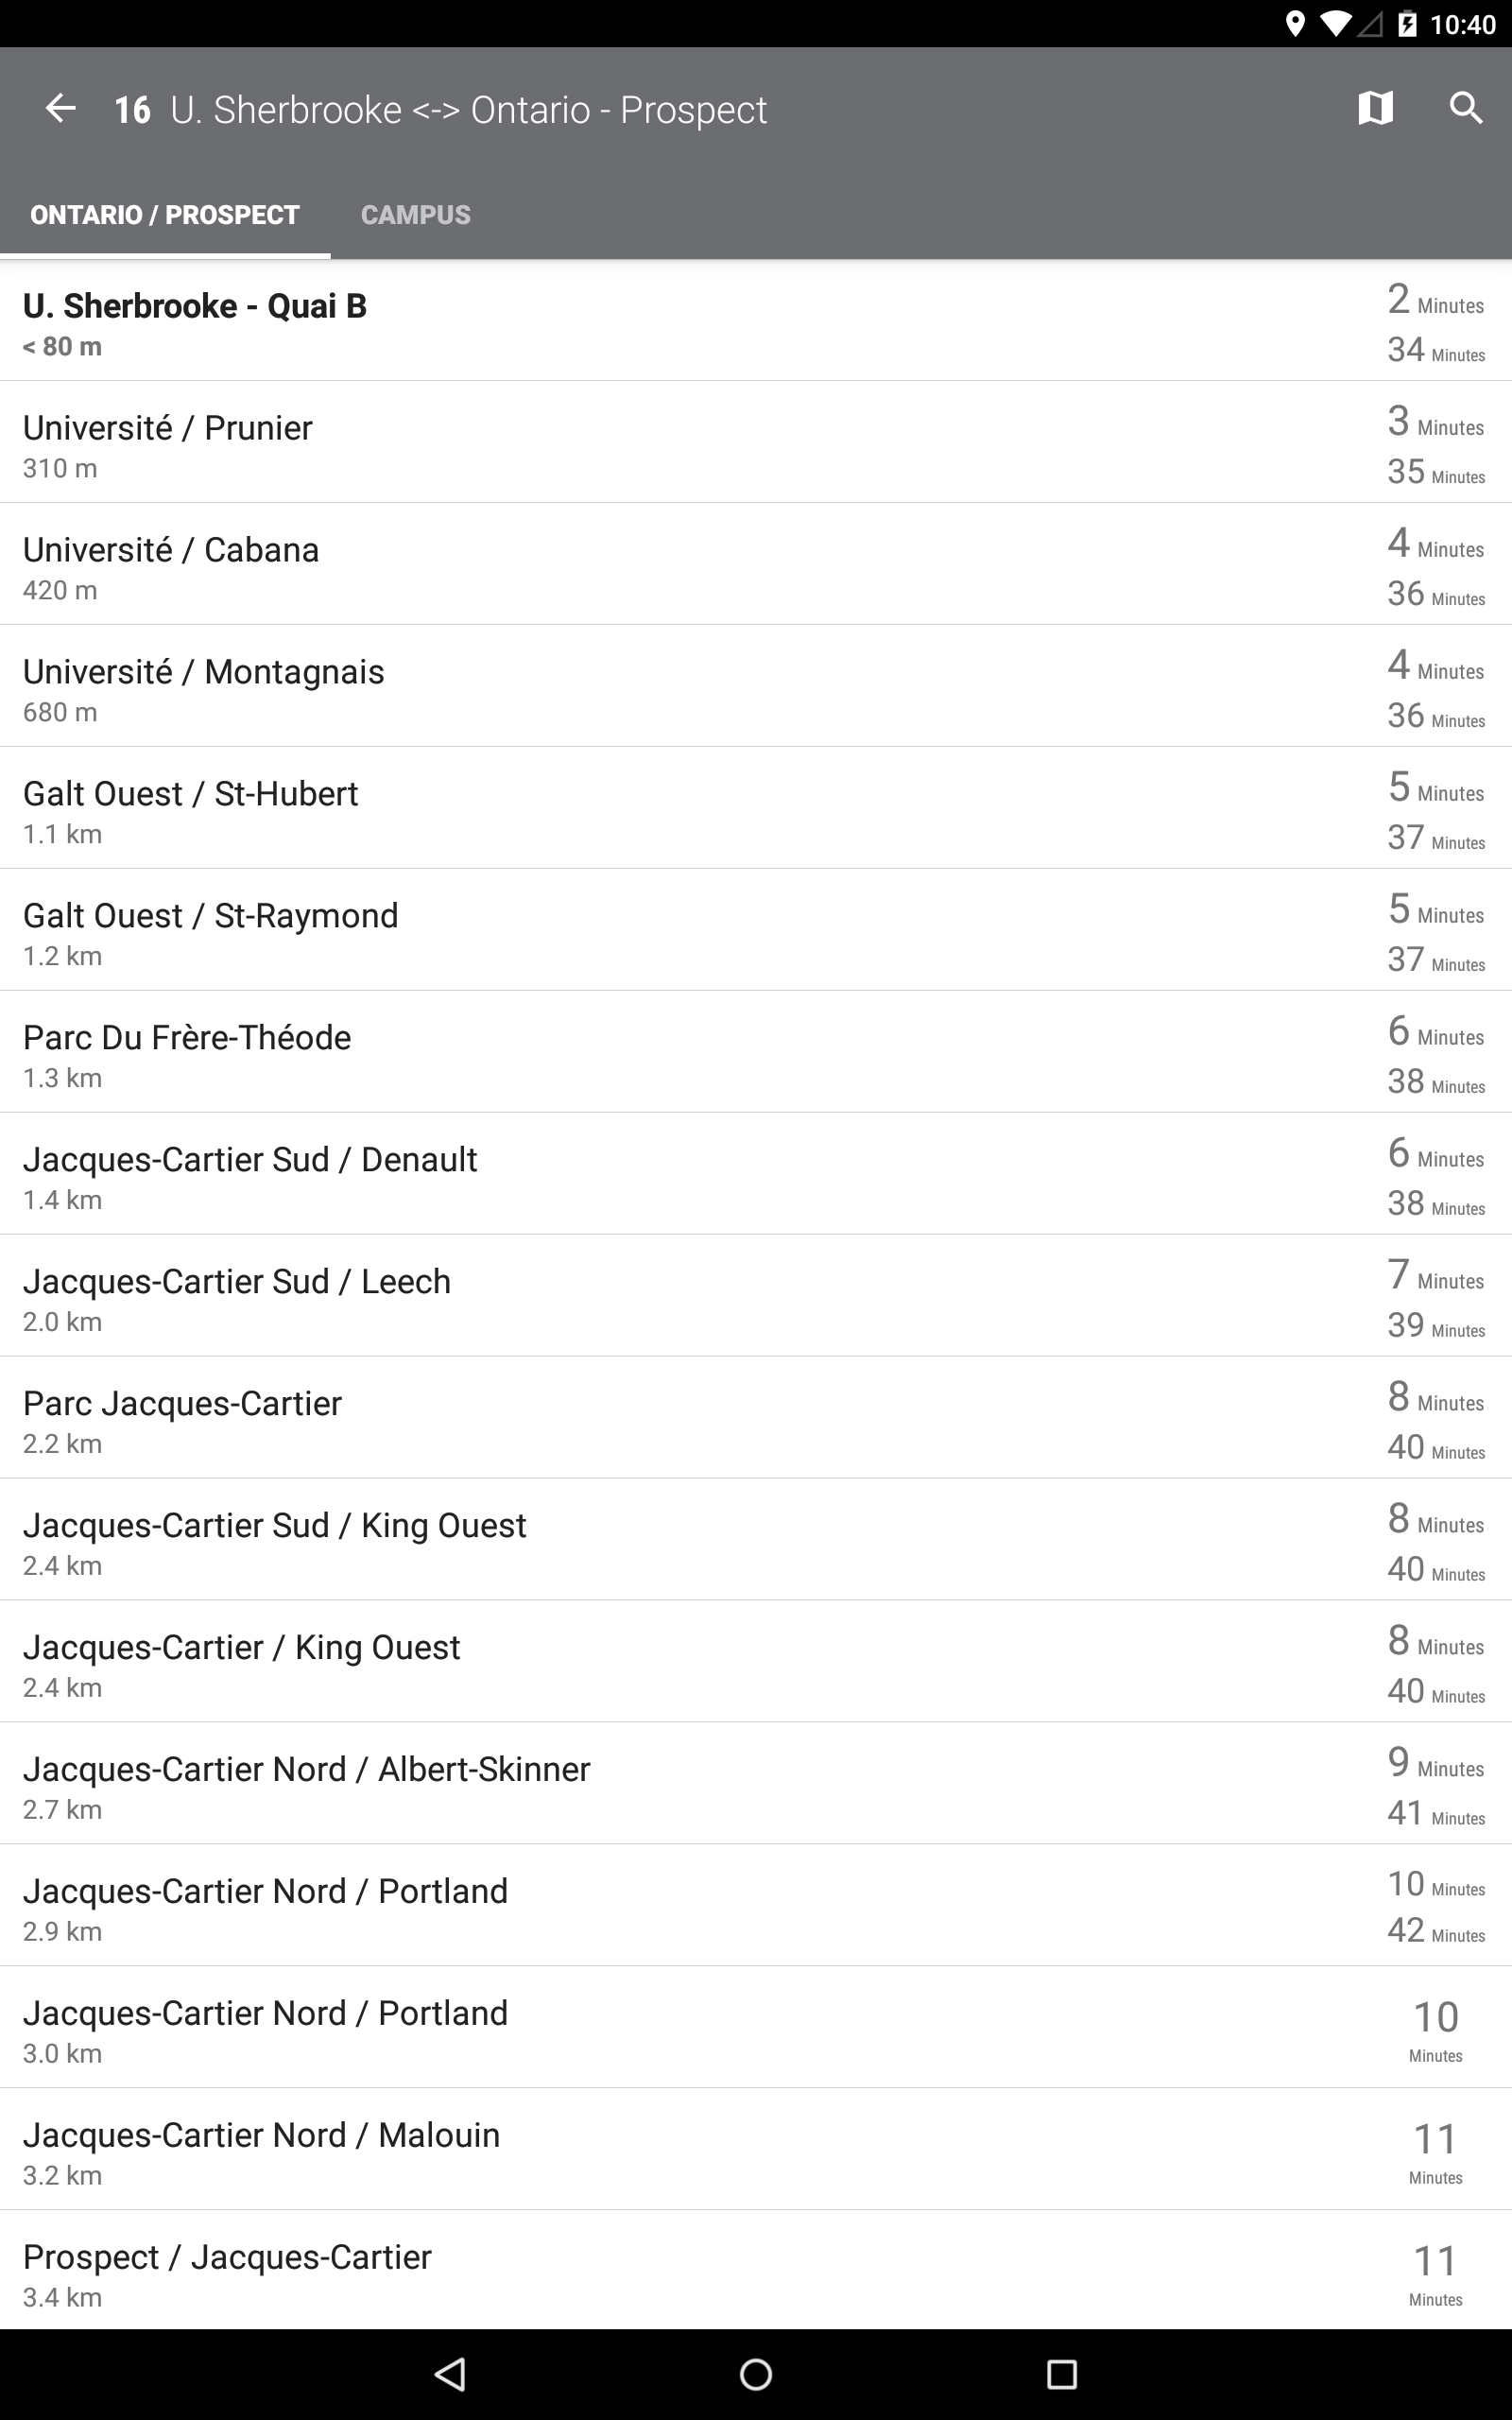 10:40
16 U. Sherbrooke <-> Ontario - Prospect
ONTARIO / PROSPECT CAMPUS
U. Sherbrooke - Quai B
< 80 m
2 Minutes
34 Minutes
Université / Prunier
310 m
3 Minutes
35 Minutes
Université / Cabana
420 m
4 Minutes
36 Minutes
Université / Montagnais
680 m
4 Minutes
36 Minutes
Galt Ouest / St-Hubert
1.1 km
5 Minutes
37 Minutes
Galt Ouest / St-Raymond
1.2 km
5 Minutes
37 Minutes
Parc Du Frère-Théode
1.3 km
6 Minutes
38 Minutes
Jacques-Cartier Sud / Denault
1.4 km
6 Minutes
38 Minutes
Jacques-Cartier Sud / Leech
2.0 km
7 Minutes
39 Minutes
Parc Jacques-Cartier
2.2 km
8 Minutes
40 Minutes
Jacques-Cartier Sud / King Ouest
2.4 km
8 Minutes
40 Minutes
Jacques-Cartier / King Ouest
2.4 km
8 Minutes
40 Minutes
Jacques-Cartier Nord / Albert-Skinner
2.7 km
9 Minutes
41 Minutes
Jacques-Cartier Nord / Portland
2.9 km
10 Minutes
42 Minutes
Jacques-Cartier Nord / Portland
3.0 km
10
Minutes
Jacques-Cartier Nord / Malouin
3.2 km
11
Minutes
Prospect / Jacques-Cartier
3.4 km
11
Minutes